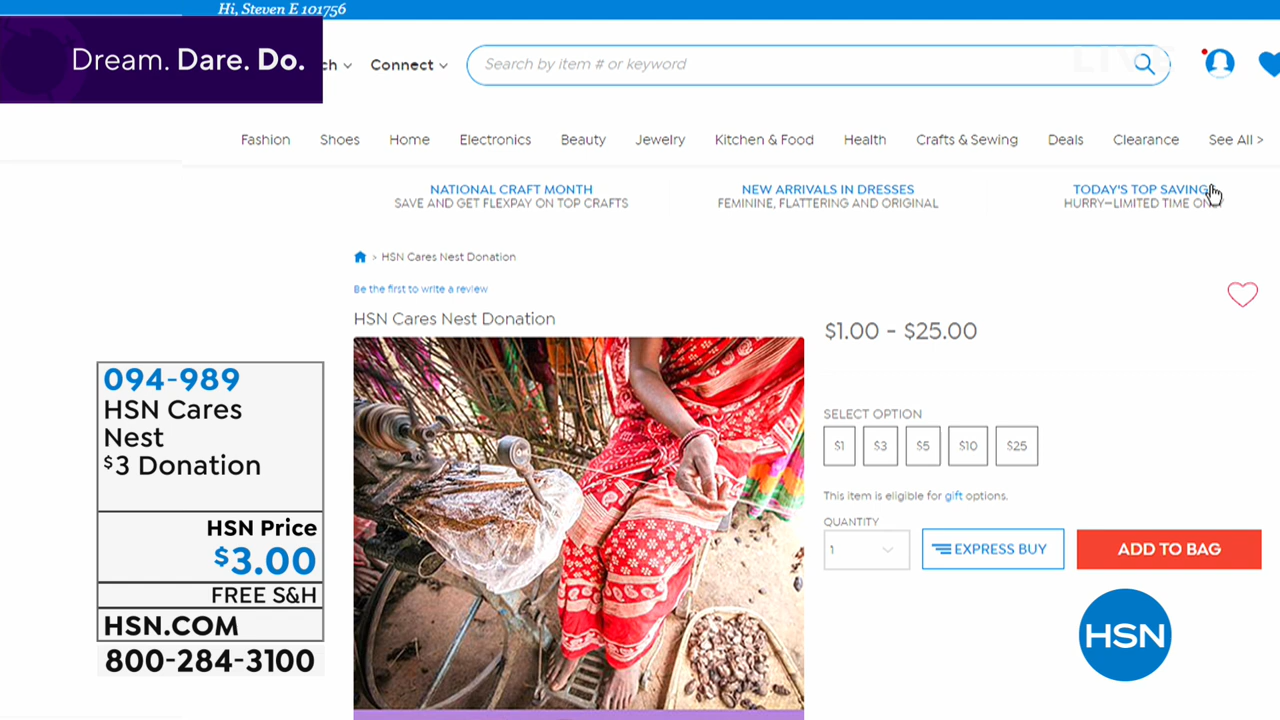 Hi, Steven E 101756
Dream. Dare. Do.
ch
Connect
Search by item # or keyword
LIVE
Fashion
Shoes
Home
Electronics
Beauty
Jewelry
Kitchen & Food
Health
Crafts & Sewing
Deals
Clearance
See All >
NATIONAL CRAFT MONTH
SAVE AND GET FLEXPAY ON TOP CRAFTS
NEW ARRIVALS IN DRESSES
FEMININE, FLATTERING AND ORIGINAL
TODAY'S TOP SAVING
HURRY—LIMITED TIME ON
> HSN Cares Nest Donation
Be the first to write a review
HSN Cares Nest Donation
$1.00 - $25.00
SELECT OPTION
$1
$3
$5
$10
$25
This item is eligible for gift options.
QUANTITY
1
EXPRESS BUY
ADD TO BAG
094-989
HSN Cares
Nest
$3 Donation
HSN Price
$3.00
FREE S&H
HSN.COM
800-284-3100
HSN